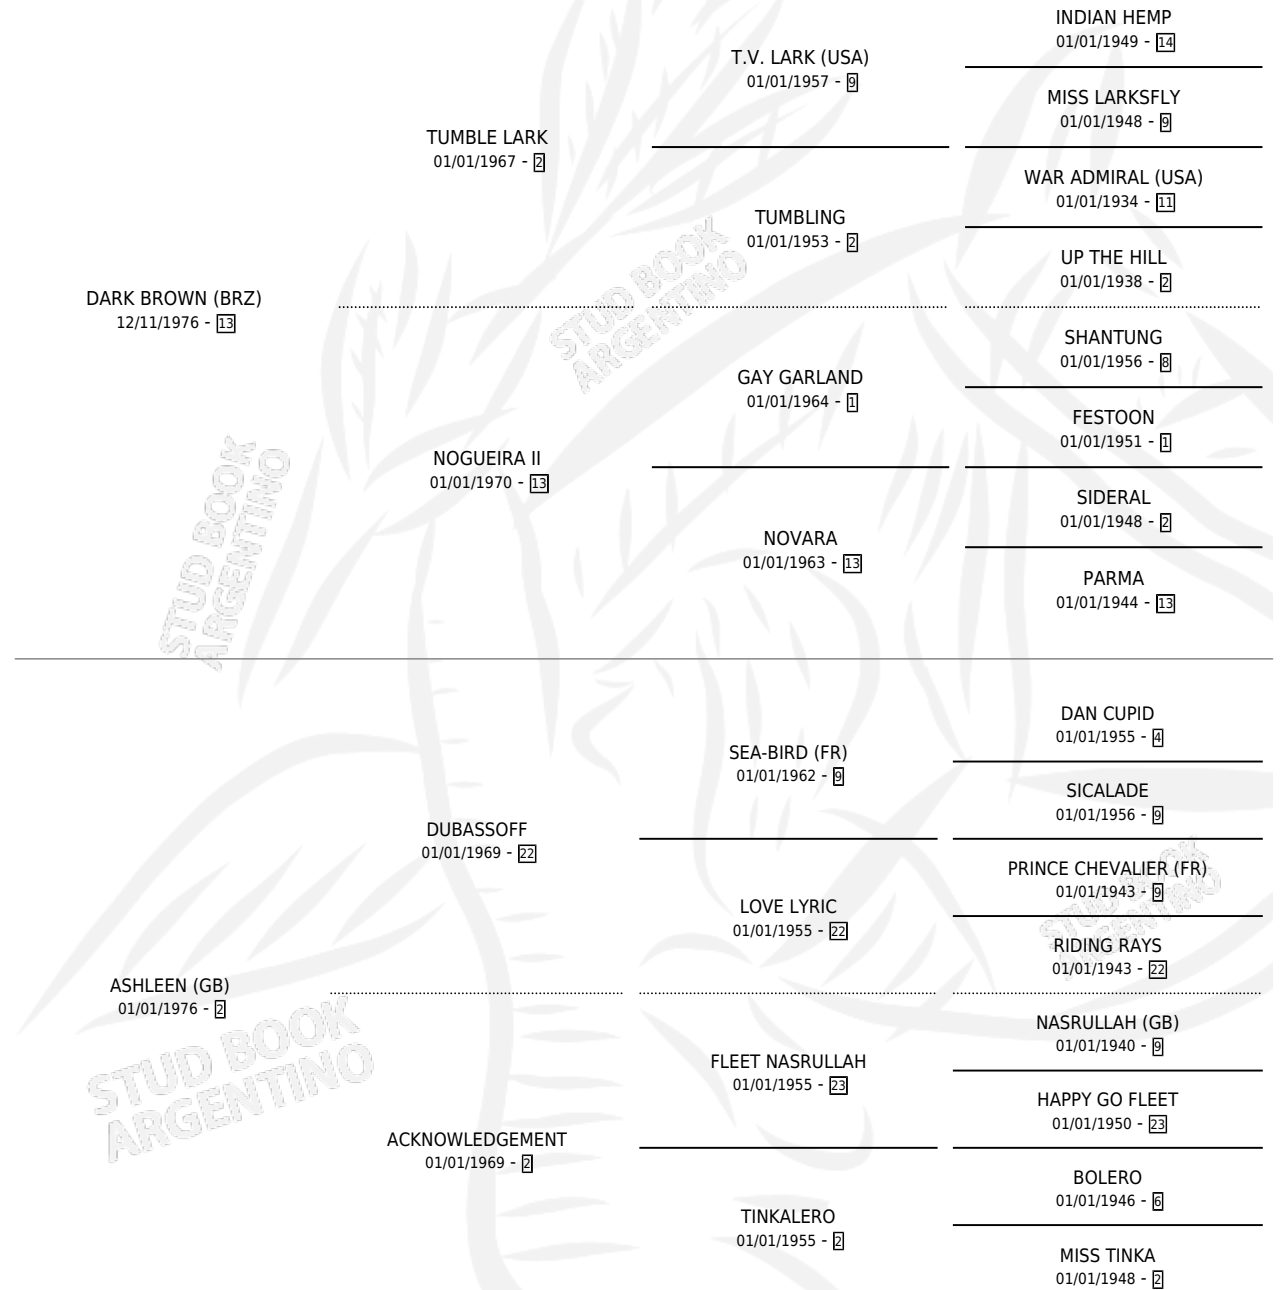 INDIAN HEMP
01/01/1949 - 14
T.V. LARK (USA)
01/01/1957 - 9
MISS LARKSFLY
01/01/1948 - 9
TUMBLE LARK
01/01/1967 - 2
WAR ADMIRAL (USA)
01/01/1934 - 11
TUMBLING
01/01/1953 - 2
UP THE HILL
01/01/1938 - 2
DARK BROWN (BRZ)
12/11/1976 - 13
SHANTUNG
01/01/1956 - 8
GAY GARLAND
01/01/1964 - 1
FESTOON
01/01/1951 - 1
NOGUEIRA II
01/01/1970 - 13
SIDERAL
01/01/1948 - 2
NOVARA
01/01/1963 - 13
PARMA
01/01/1944 - 13
DAN CUPID
01/01/1955 - 4
SEA-BIRD (FR)
01/01/1962 - 9
SICALADE
01/01/1956 - 9
DUBASSOFF
01/01/1969 - 22
PRINCE CHEVALIER (FR)
01/01/1943 - 9
LOVE LYRIC
01/01/1955 - 22
RIDING RAYS
01/01/1943 - 22
ASHLEEN (GB)
01/01/1976 - 2
NASRULLAH (GB)
01/01/1940 - 9
FLEET NASRULLAH
01/01/1955 - 23
HAPPY GO FLEET
01/01/1950 - 23
ACKNOWLEDGEMENT
01/01/1969 - 2
BOLERO
01/01/1946 - 6
TINKALERO
01/01/1955 - 2
MISS TINKA
01/01/1948 - 2
STUD BOOK
ARGENTINO
STUD BOOK
ARGENTINO
STUD BOOK
ARGENTINO
STUD BOOK
ARGENTINO